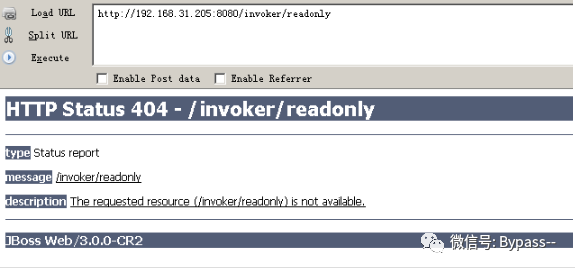 Load URL
http://192.168.31.205:8080/invoker/readonly
Split URL
Execute
Enable Post data Enable Referrer
HTTP Status 404 - /invoker/readonly
type Status report
message /invoker/readonly
description The requested resource (/invoker/readonly) is not available.
JBoss Web/3.0.0-CR2
微信号: Bypass--